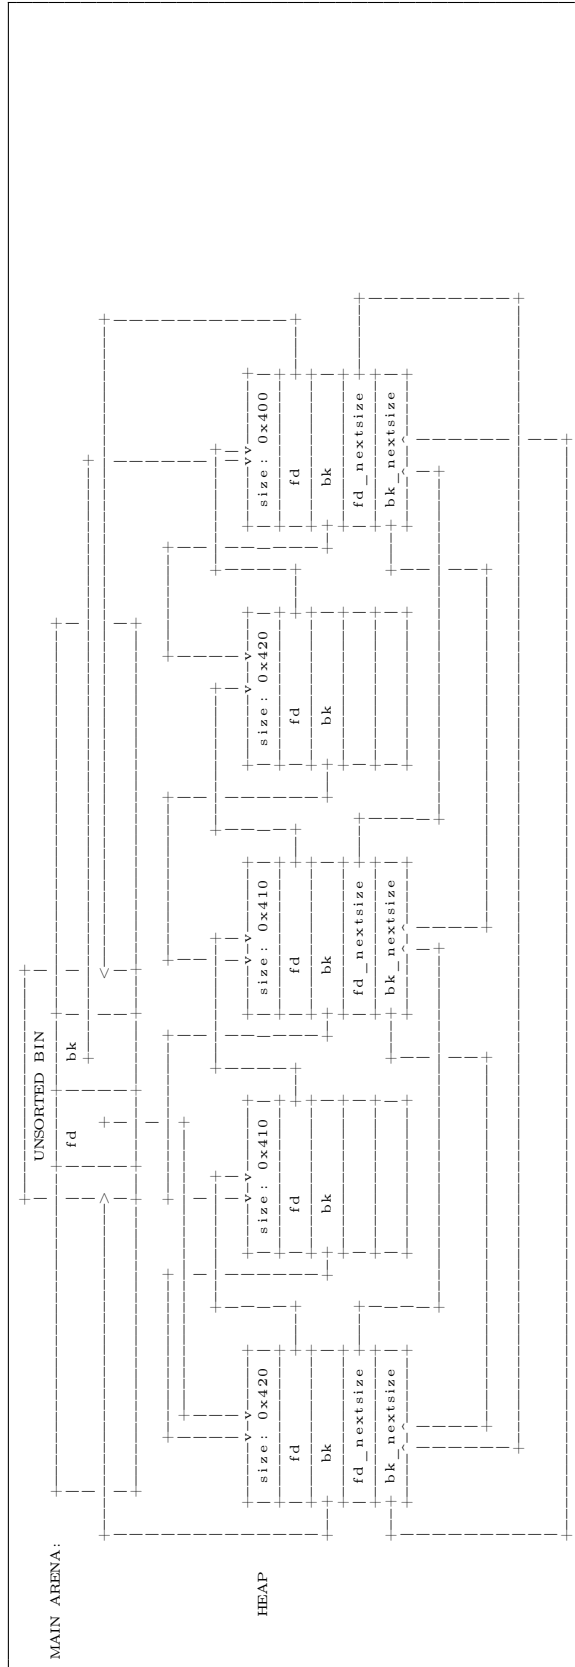 UNSORTED BIN
MAIN ARENA:
fd bk
HEAP size: 0x420 size: 0x410 size: 0x410 size: 0x420 size: 0x400
fd fd fd fd fd
bk bk bk bk bk
fd_nextsize fd_nextsize fd_nextsize
bk_nextsize bk_nextsize bk_nextsize